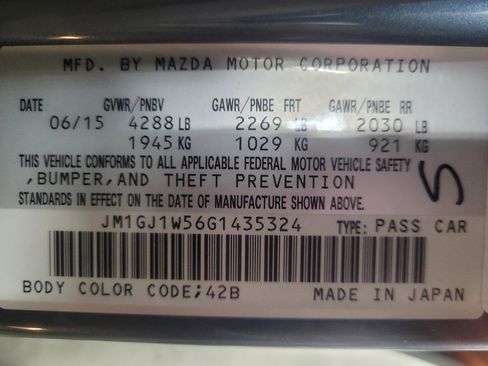 MFD. BY MAZDA MOTOR CORPORATION
DATE GVWR/PNBV GAWR/PNBE FRT GAWR/PNBE RR
06/15 4288 LB 2269 LB 2030 LB
1945 KG 1029 KG 921 KG
THIS VEHICLE CONFORMS TO ALL APPLICABLE FEDERAL MOTOR VEHICLE SAFETY
,BUMPER,AND THEFT PREVENTION
STANDARDS IN EFFECT ON THE DATE OF MANUFACTURE SHOWN ABOVE.
JM1GJ1W56G1435324 TYPE: PASS CAR
BODY COLOR CODE;42B MADE IN JAPAN